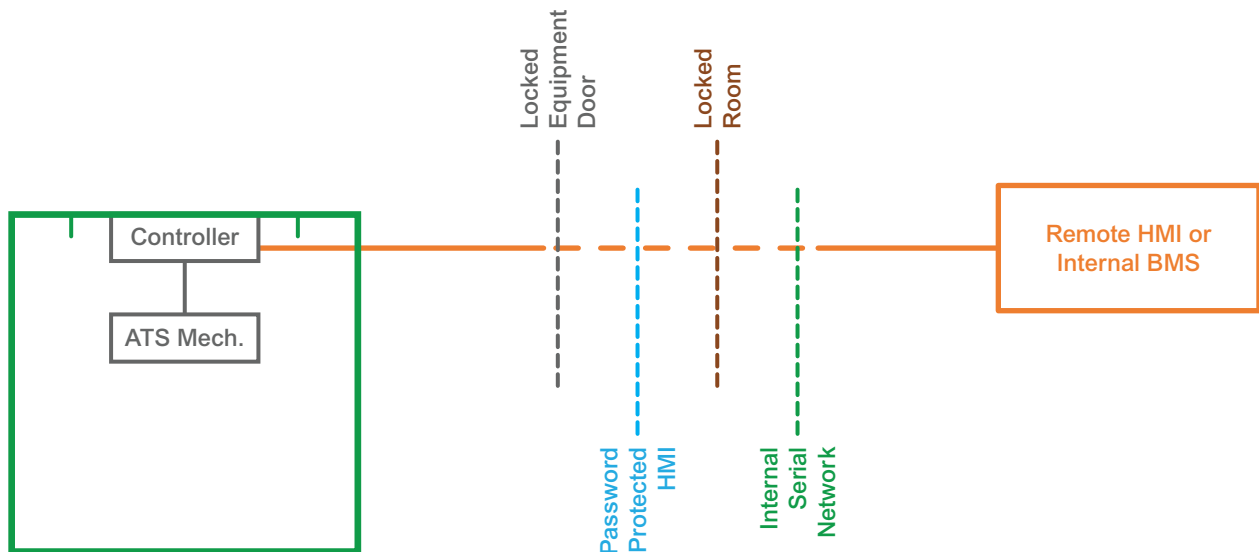 Locked
Equipment
Door
Locked
Room
Controller
ATS Mech.
Remote HMI or
Internal BMS
Password
Protected
HMI
Internal
Serial
Network